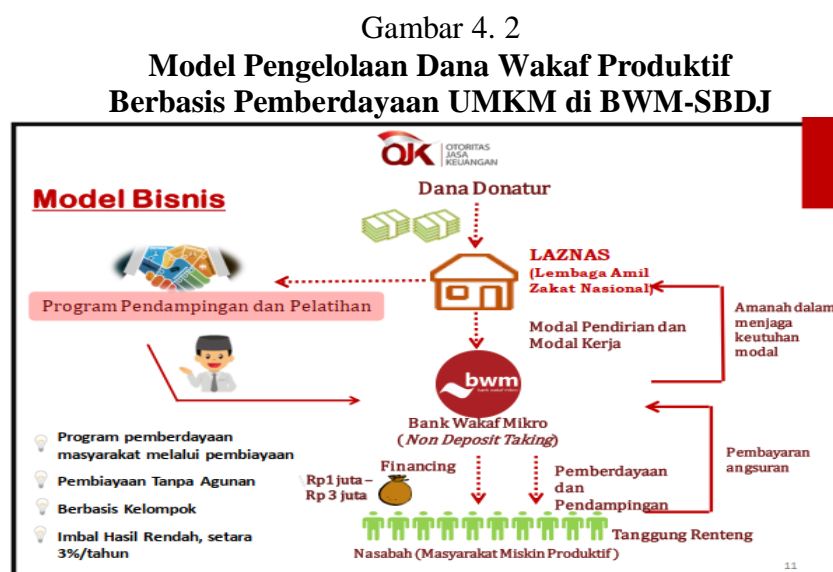 Gambar 4. 2
Model Pengelolaan Dana Wakaf Produktif
Berbasis Pemberdayaan UMKM di BWM-SBDJ
OJK
OTORITAS
JASA
KEUANGAN
Model Bisnis
Dana Donatur
LAZNAS
(Lembaga Amil
Zakat Nasional)
Program Pendampingan dan Pelatihan
Modal Pendirian dan
Modal Kerja
Amanah dalam
menjaga
keutuhan
modal
bwm
bank wakaf mikro
Bank Wakaf Mikro
(Non Deposit Taking)
Program pemberdayaan
masyarakat melalui pembiayaan
Pembiayaan Tanpa Agunan
Berbasis Kelompok
Imbal Hasil Rendah, setara
3%/tahun
Financing
Rp1 juta –
Rp 3 juta
Pemberdayaan
dan
Pendampingan
Pembayaran
angsuran
Tanggung Renteng
Nasabah (Masyarakat Miskin Produktif)
11